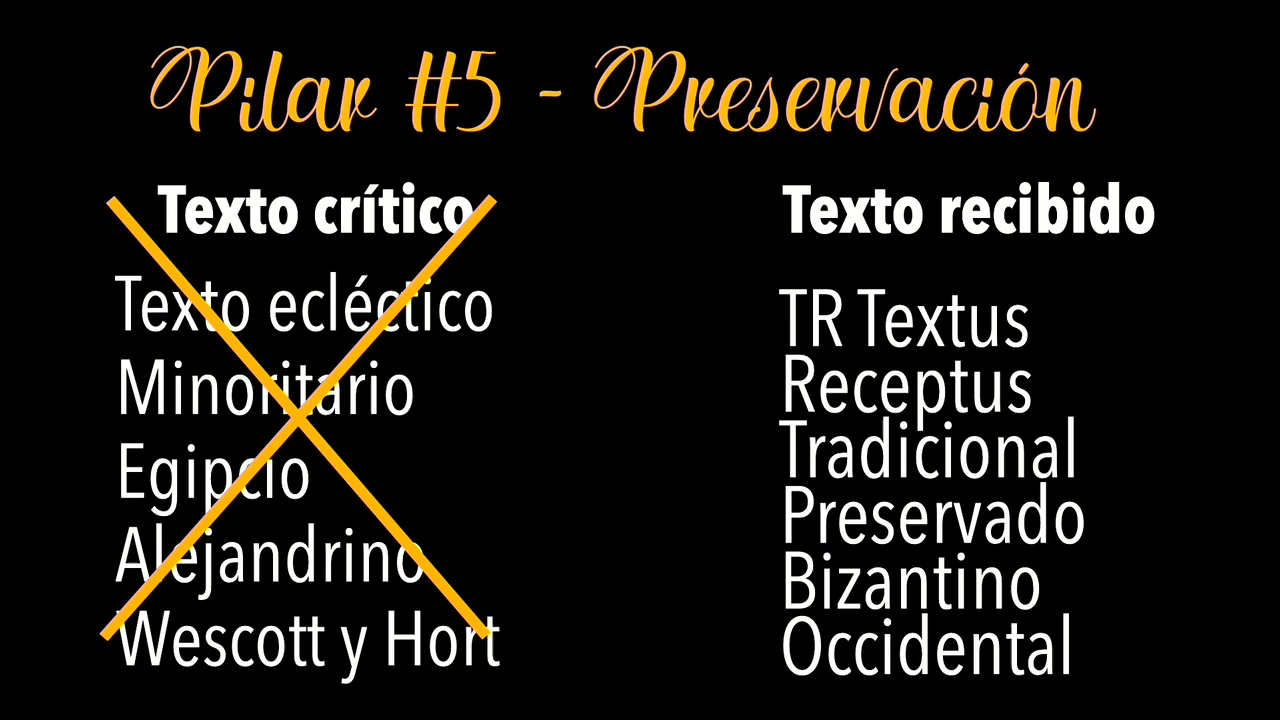 Pilar #5 - Preservación
Texto crítico
Texto ecléctico
Minoritario
Egipcio
Alejandrino
Wescott y Hort
Texto recibido
TR Textus
Receptus
Tradicional
Preservado
Bizantino
Occidental